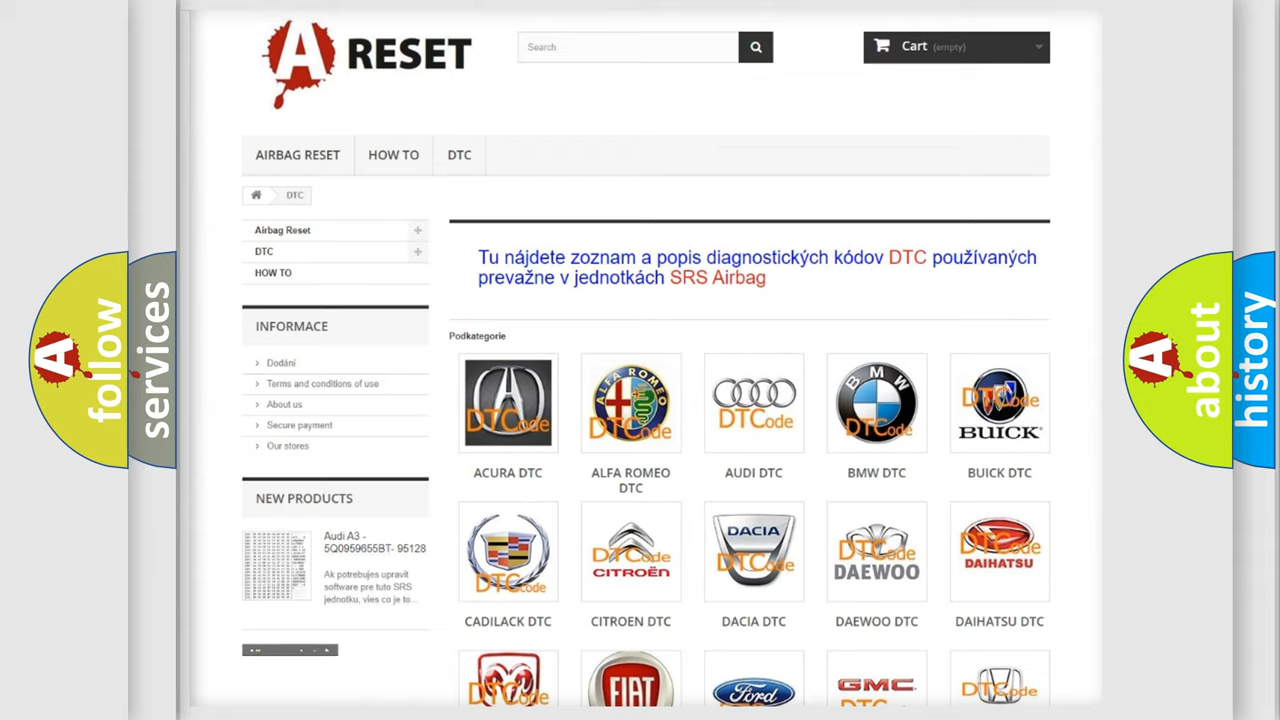 A RESET
Search
Cart (empty)
AIRBAG RESET
HOW TO
DTC
DTC
Airbag Reset
DTC
HOW TO
Tu nájdete zoznam a popis diagnostických kódov DTC používaných
prevažne v jednotkách SRS Airbag
INFORMACE
Dodání
Terms and conditions of use
About us
Secure payment
Our stores
NEW PRODUCTS
Audi A3 -
5Q0959655BT- 95128
Ak potrebujes upravit
software pre tuto SRS
jednotku, vies co je to...
Podkategorie
DTCode
ALFA ROMEO
DTCode
DTCode
BMW
DTCode
DTCode
BUICK
ACURA DTC
ALFA ROMEO
DTC
AUDI DTC
BMW DTC
BUICK DTC
DTCode
DTCode
CITROËN
DACIA
DTCode
DTCode
DAEWOO
DTCode
DAIHATSU
CADILACK DTC
CITROEN DTC
DACIA DTC
DAEWOO DTC
DAIHATSU DTC
DTCode
FIAT
Ford
GMC
DTCode
A follow
services
A about
history